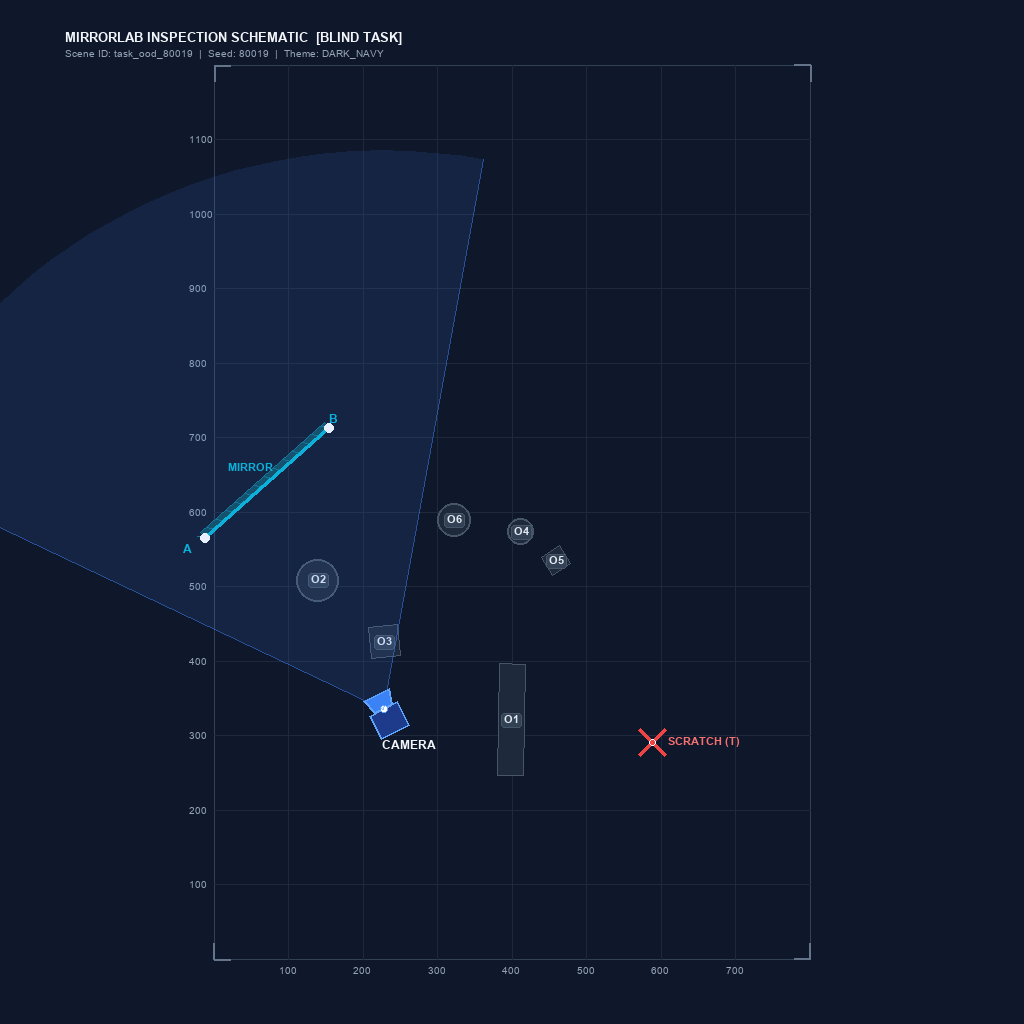 MIRRORLAB INSPECTION SCHEMATIC [BLIND TASK]
Scene ID: task_ood_80019 | Seed: 80019 | Theme: DARK_NAVY
1100
1000
900
800
B
700
MIRROR
600
O6
O4
A
O5
O2
500
O3
400
O1
300
SCRATCH (T)
CAMERA
200
100
100 200 300 400 500 600 700